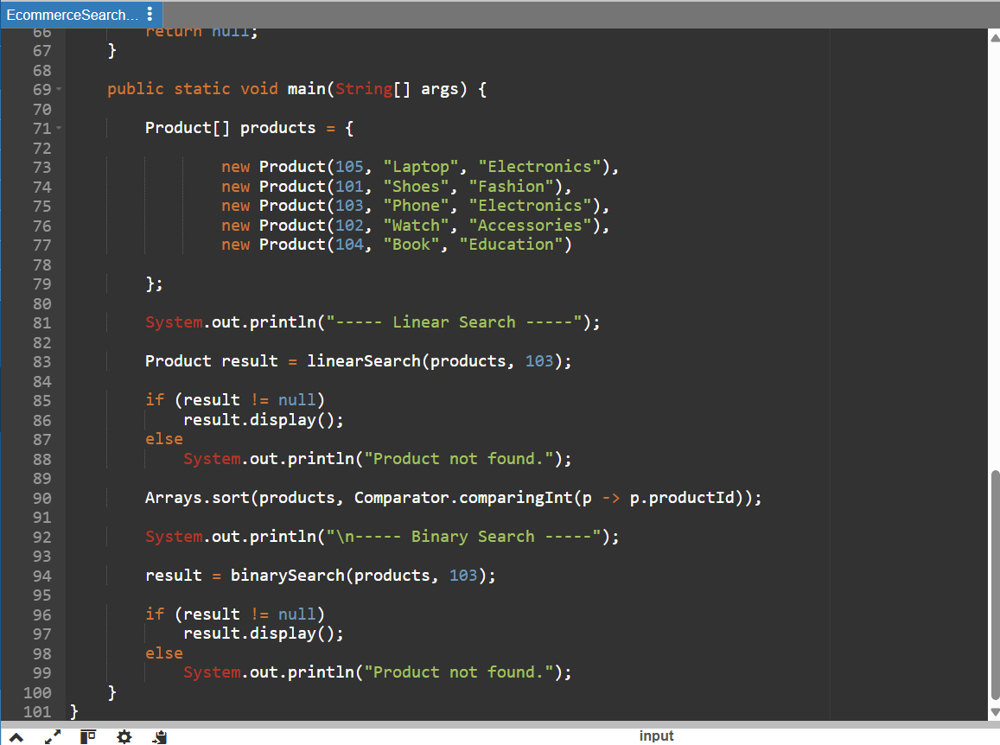 EcommerceSearch...
66 return null;
67 }
68
69 public static void main(String[] args) {
70
71 Product[] products = {
72
73 new Product(105, "Laptop", "Electronics"),
74 new Product(101, "Shoes", "Fashion"),
75 new Product(103, "Phone", "Electronics"),
76 new Product(102, "Watch", "Accessories"),
77 new Product(104, "Book", "Education")
78
79 };
80
81 System.out.println("----- Linear Search -----");
82
83 Product result = linearSearch(products, 103);
84
85 if (result != null)
86 result.display();
87 else
88 System.out.println("Product not found.");
89
90 Arrays.sort(products, Comparator.comparingInt(p -> p.productId));
91
92 System.out.println("\n----- Binary Search -----");
93
94 result = binarySearch(products, 103);
95
96 if (result != null)
97 result.display();
98 else
99 System.out.println("Product not found.");
100 }
101 }
input